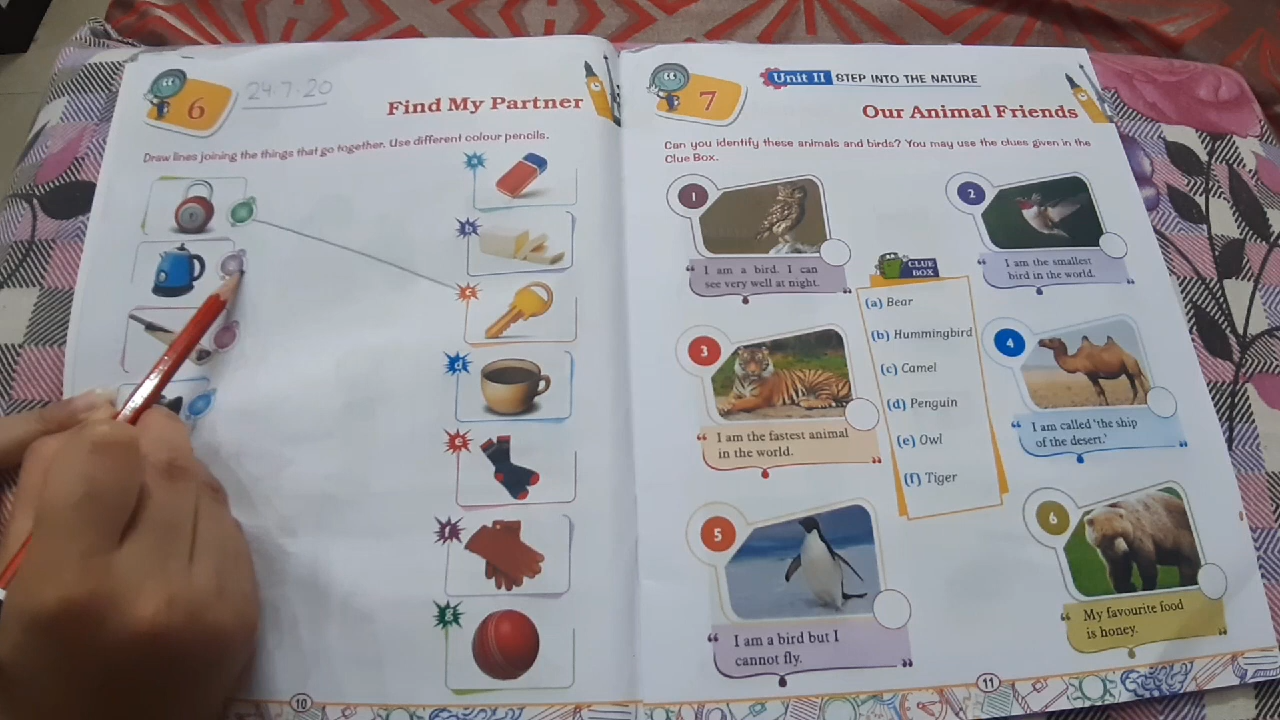 6
24.7.20
Find My Partner
Draw lines joining the things that go together. Use different colour pencils.
a
b
c
d
e
f
g
10
7
Unit II STEP INTO THE NATURE
Our Animal Friends
Can you identify these animals and birds? You may use the clues given in the
Clue Box.
1
“ I am a bird. I can
see very well at night. ”
2
“ I am the smallest
bird in the world. ”
CLUE
BOX
(a) Bear
(b) Hummingbird
(c) Camel
(d) Penguin
(e) Owl
(f) Tiger
3
“ I am the fastest animal
in the world. ”
4
“ I am called ‘the ship
of the desert.’ ”
5
“ I am a bird but I
cannot fly. ”
6
“ My favourite food
is honey. ”
11